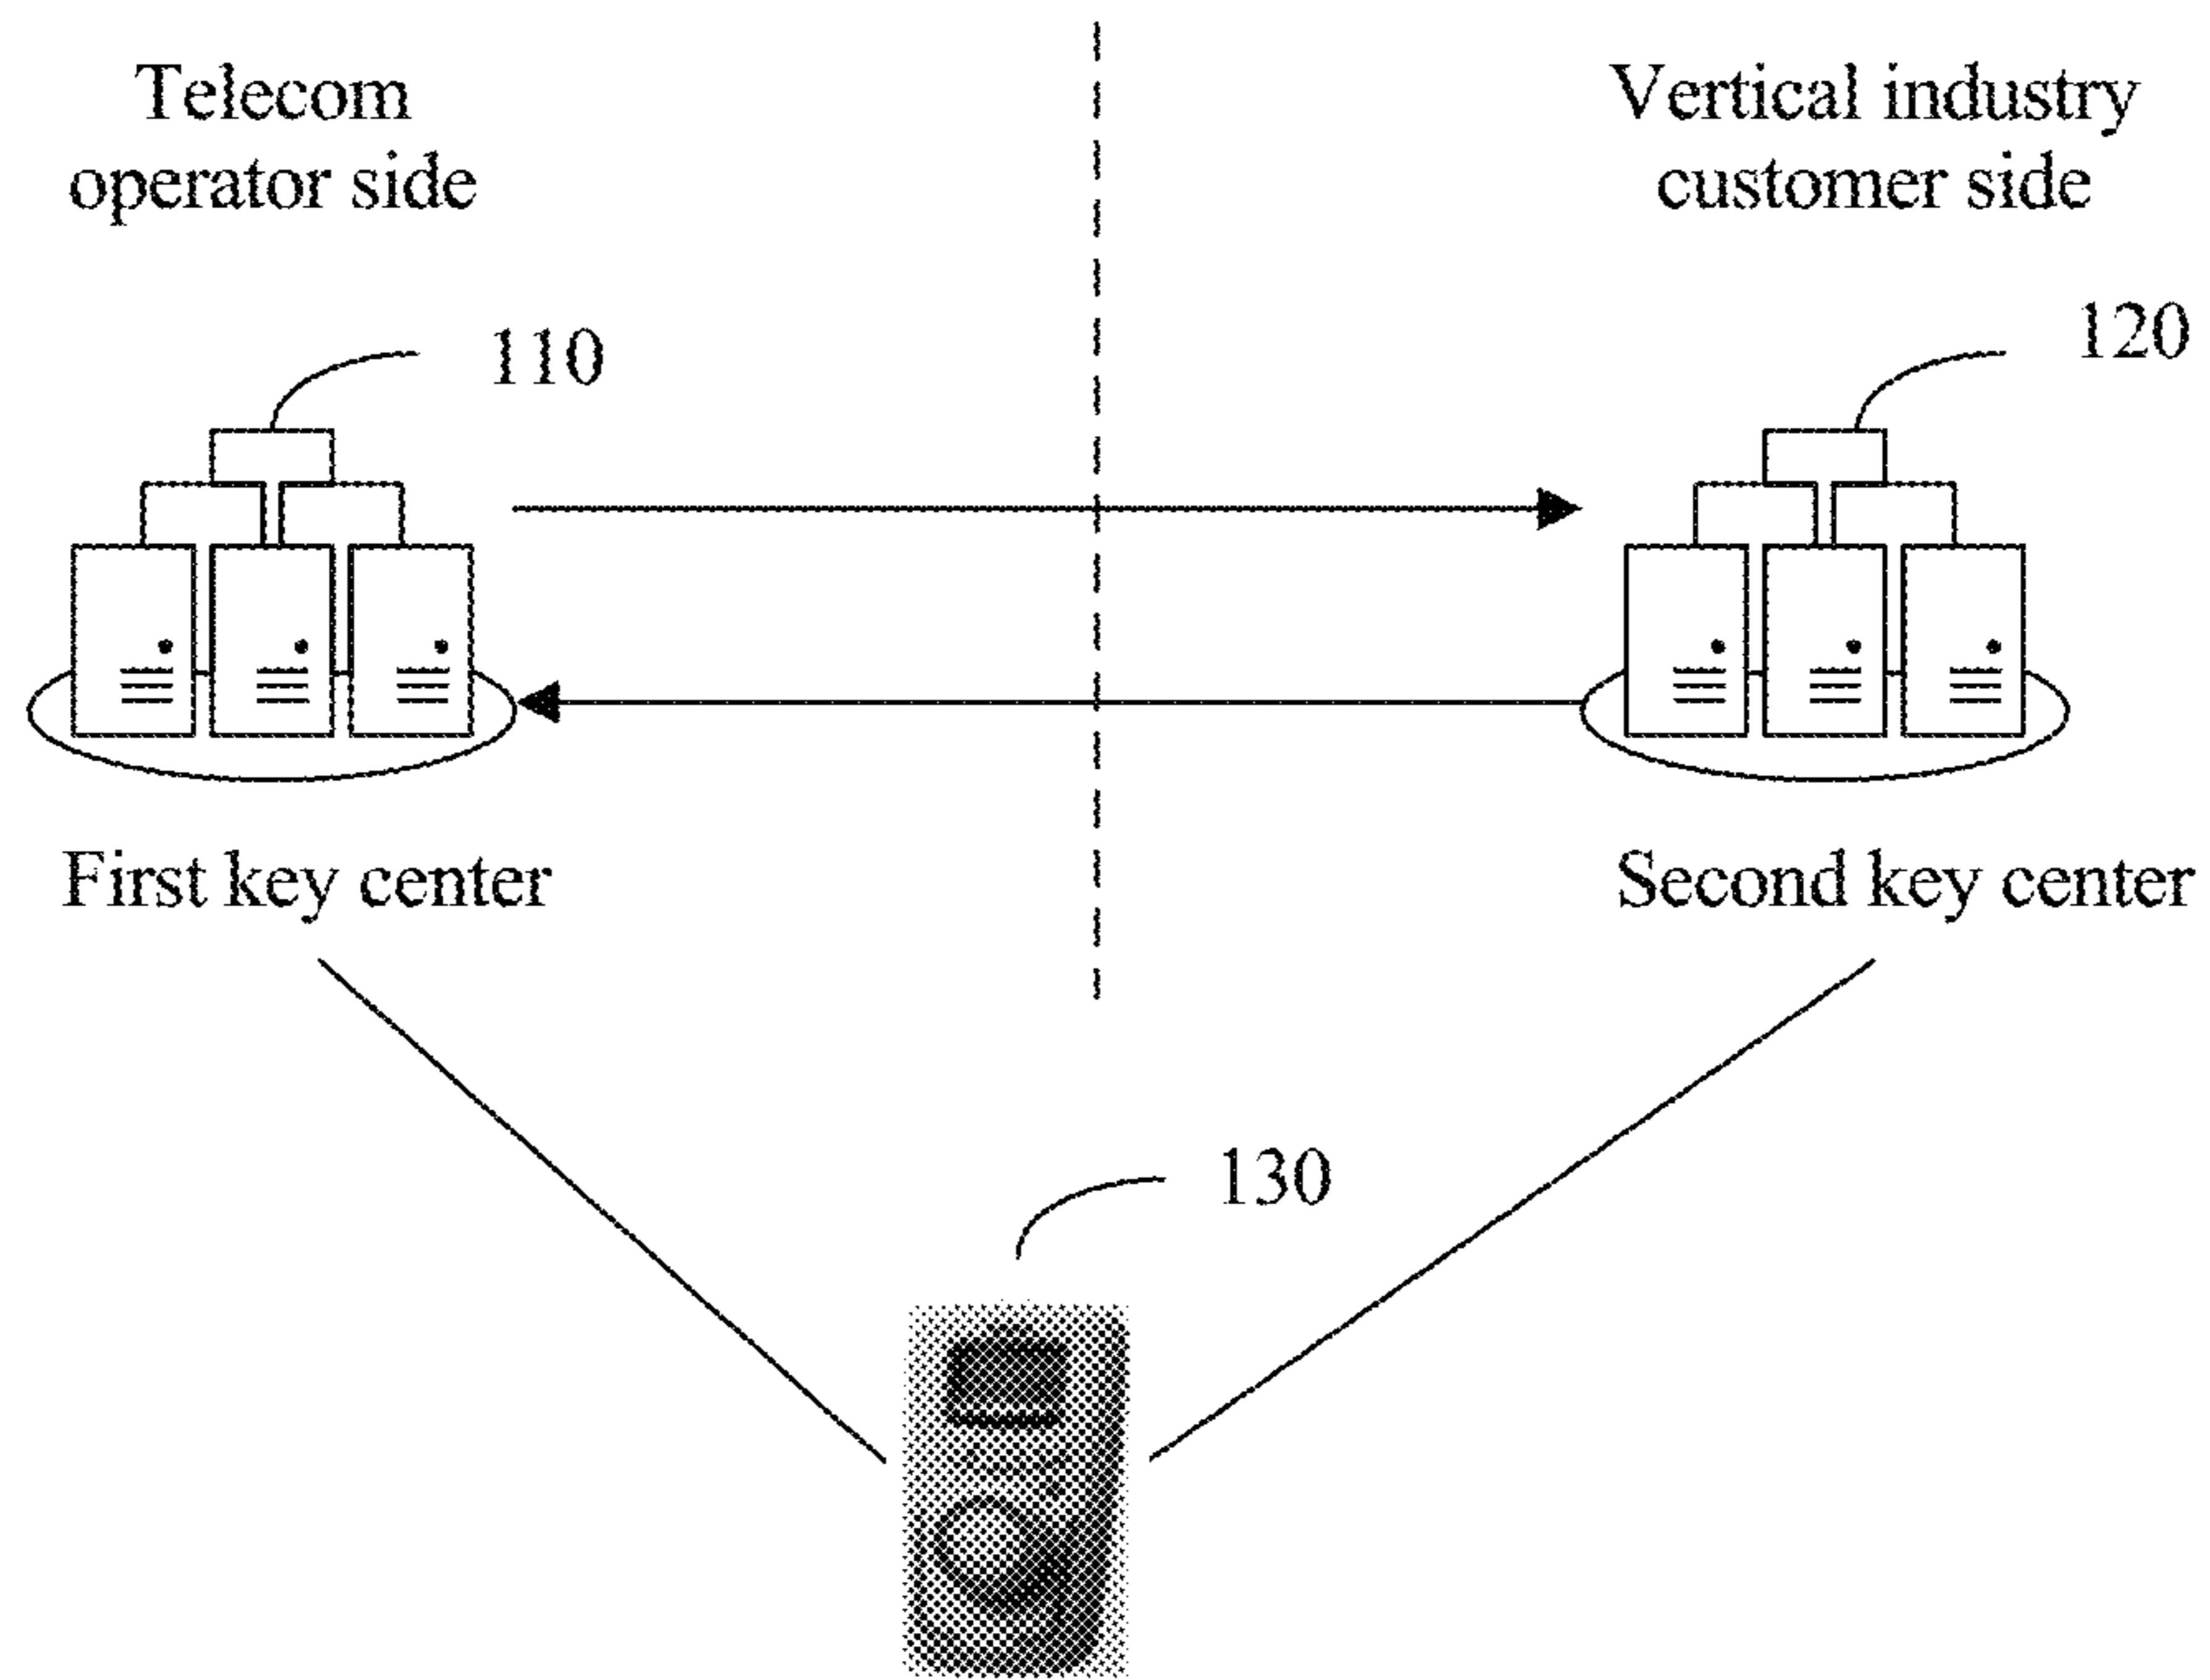 Telecom
operator side
Vertical industry
customer side
110
120
First key center
Second key center
130